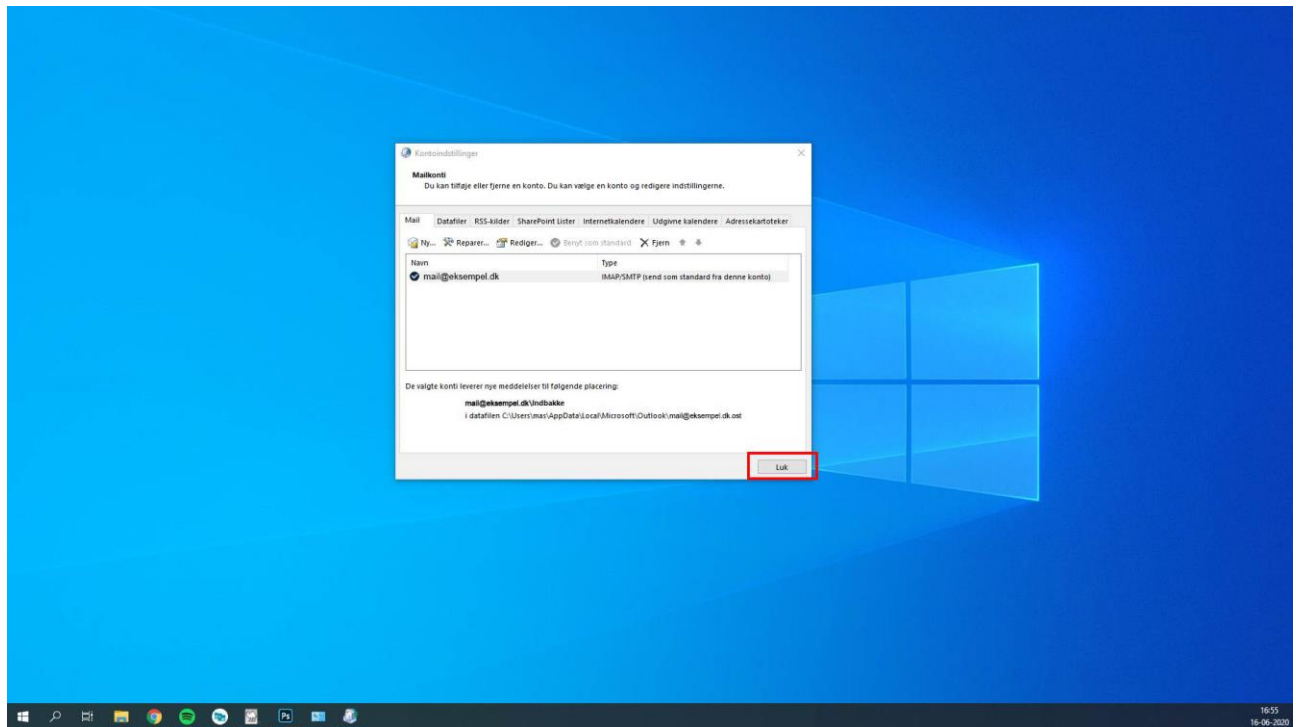 Kontoindstillinger
Mailkonti
Du kan tilføje eller fjerne en konto. Du kan vælge en konto og redigere indstillingerne.
Mail Datafiler RSS-kilder SharePoint Lister Internetkalendere Udgivne kalendere Adressekartoteker
Ny... Reparer... Rediger... Benyt som standard Fjern
Navn Type
mail@eksempel.dk IMAP/SMTP (send som standard fra denne konto)
De valgte konti leverer nye meddelelser til følgende placering:
mail@eksempel.dk\Indbakke
i datafilen C:\Users\mas\AppData\Local\Microsoft\Outlook\mail@eksempel.dk.ost
Luk
Ps
16:55
16-06-2020